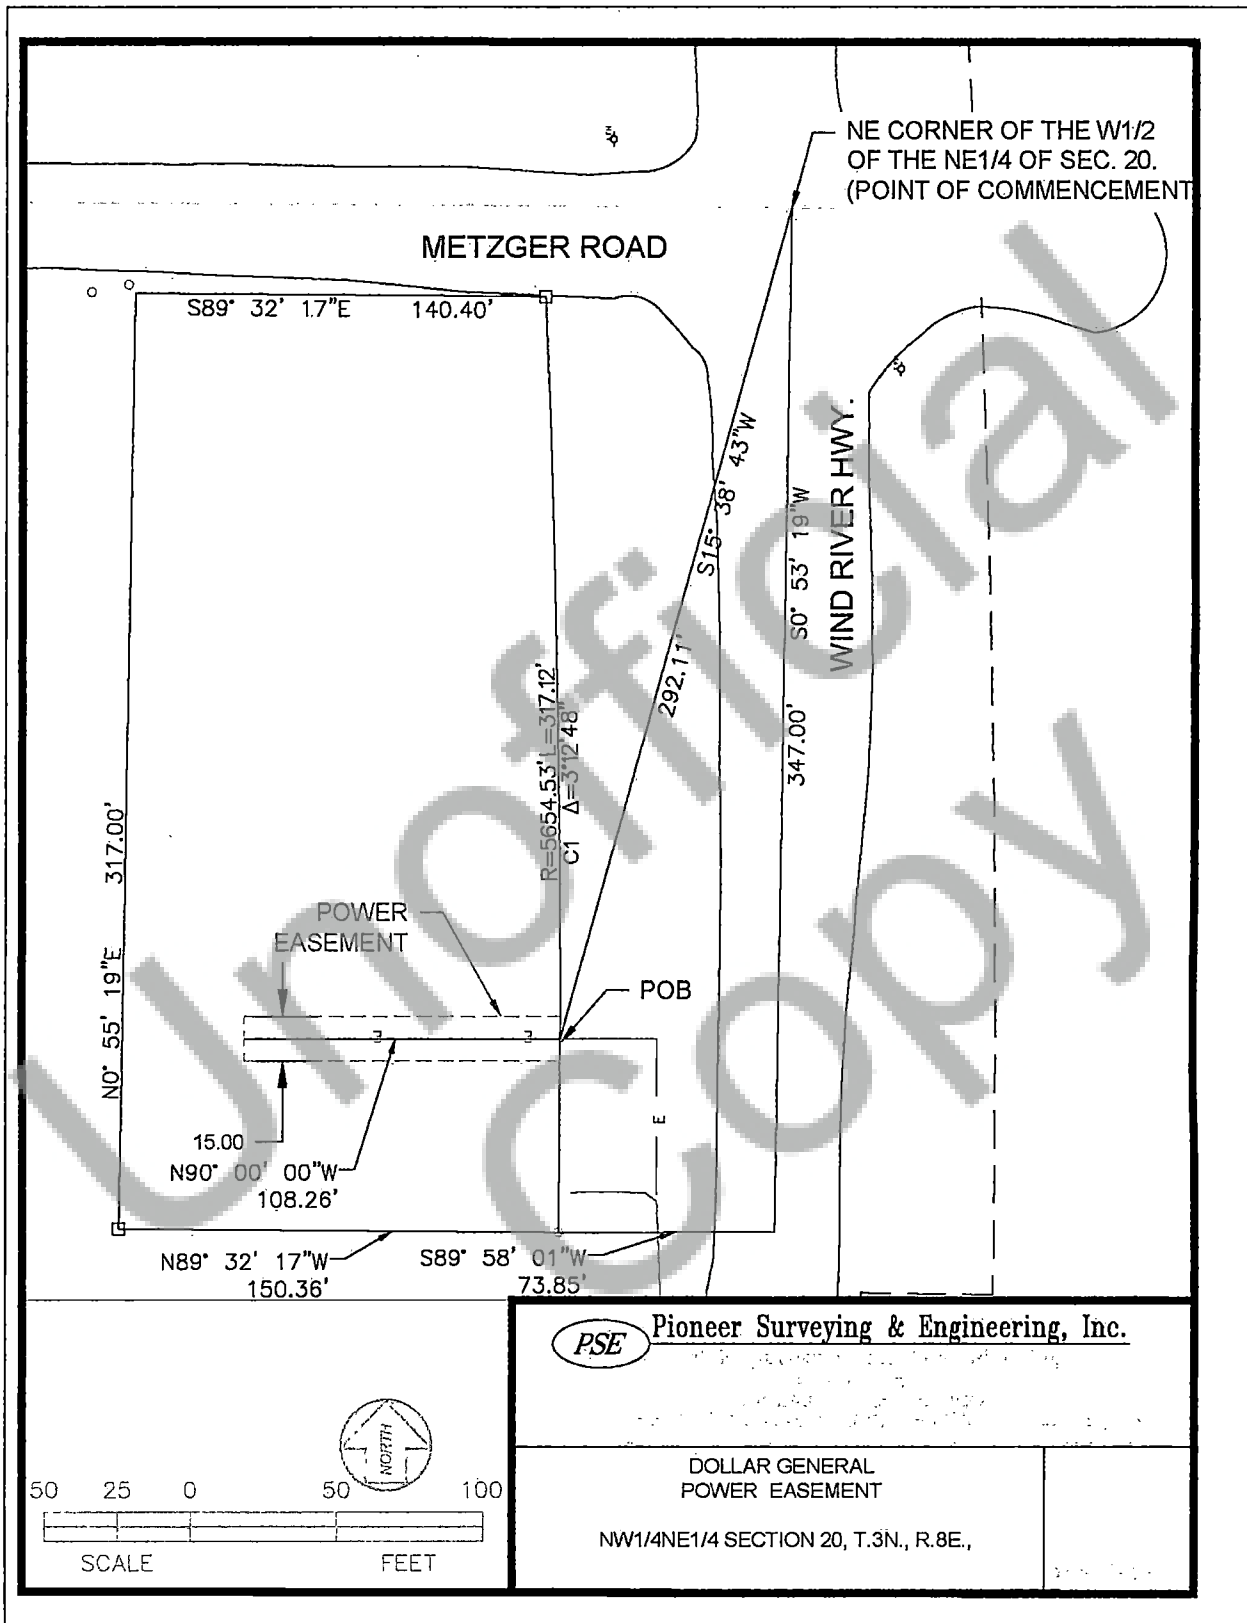 NE CORNER OF THE W1/2
OF THE NE1/4 OF SEC. 20.
(POINT OF COMMENCEMENT
METZGER ROAD
S89° 32' 17"E 140.40'
S15° 38' 43"W
292.11'
S0° 53' 19"W
347.00'
WIND RIVER HWY.
R=5654.53' L=317.12'
C1 Δ=3°12'48"
N0° 55' 19"E 317.00'
POWER
EASEMENT
POB
E
15.00
N90° 00' 00"W
108.26'
N89° 32' 17"W
150.36'
S89° 58' 01"W
73.85'
Unofficial
Copy
PSE
Pioneer Surveying & Engineering, Inc.
NORTH
50 25 0 50 100
SCALE FEET
DOLLAR GENERAL
POWER EASEMENT
NW1/4NE1/4 SECTION 20, T.3N., R.8E.,